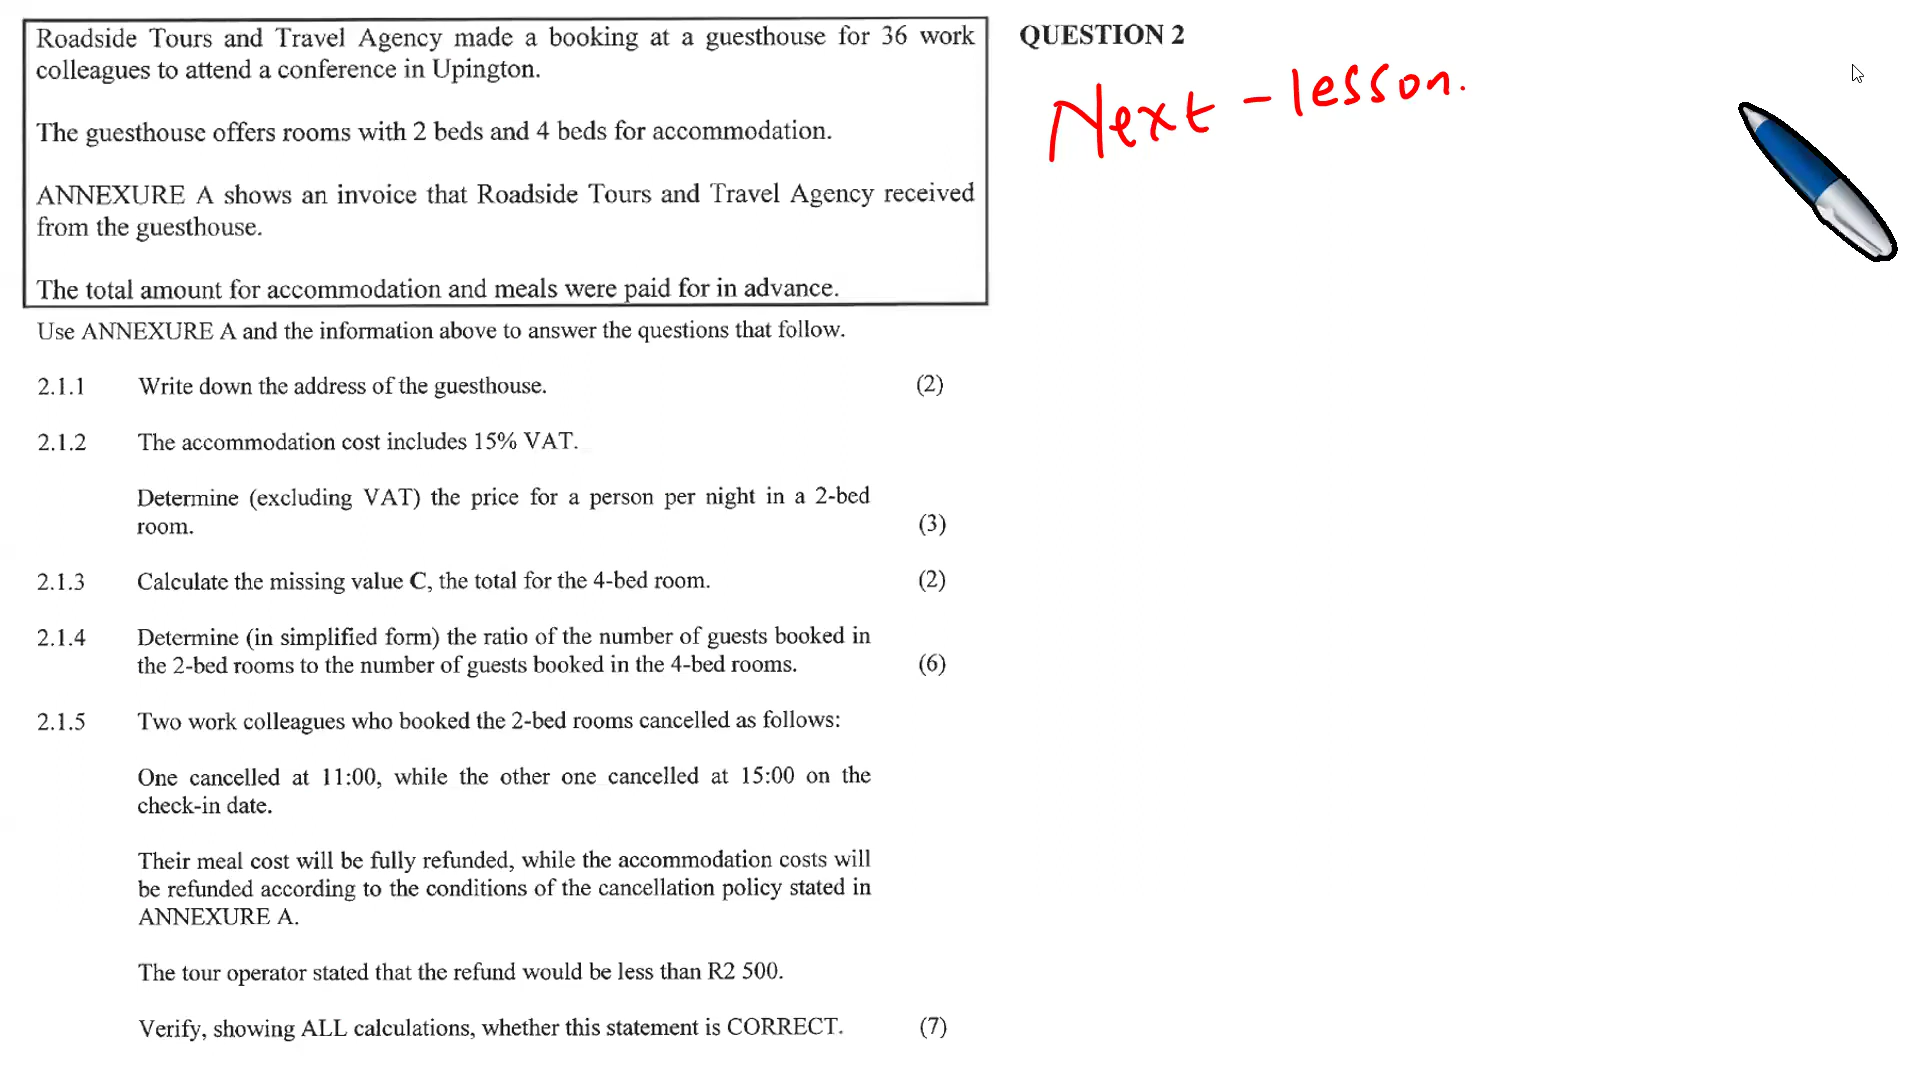 Roadside Tours and Travel Agency made a booking at a guesthouse for 36 work
colleagues to attend a conference in Upington.
The guesthouse offers rooms with 2 beds and 4 beds for accommodation.
ANNEXURE A shows an invoice that Roadside Tours and Travel Agency received
from the guesthouse.
The total amount for accommodation and meals were paid for in advance.
Use ANNEXURE A and the information above to answer the questions that follow.
2.1.1 Write down the address of the guesthouse. (2)
2.1.2 The accommodation cost includes 15% VAT.
Determine (excluding VAT) the price for a person per night in a 2-bed
room. (3)
2.1.3 Calculate the missing value C, the total for the 4-bed room. (2)
2.1.4 Determine (in simplified form) the ratio of the number of guests booked in
the 2-bed rooms to the number of guests booked in the 4-bed rooms. (6)
2.1.5 Two work colleagues who booked the 2-bed rooms cancelled as follows:
One cancelled at 11:00, while the other one cancelled at 15:00 on the
check-in date.
Their meal cost will be fully refunded, while the accommodation costs will
be refunded according to the conditions of the cancellation policy stated in
ANNEXURE A.
The tour operator stated that the refund would be less than R2 500.
Verify, showing ALL calculations, whether this statement is CORRECT. (7)
QUESTION 2
Next - lesson.